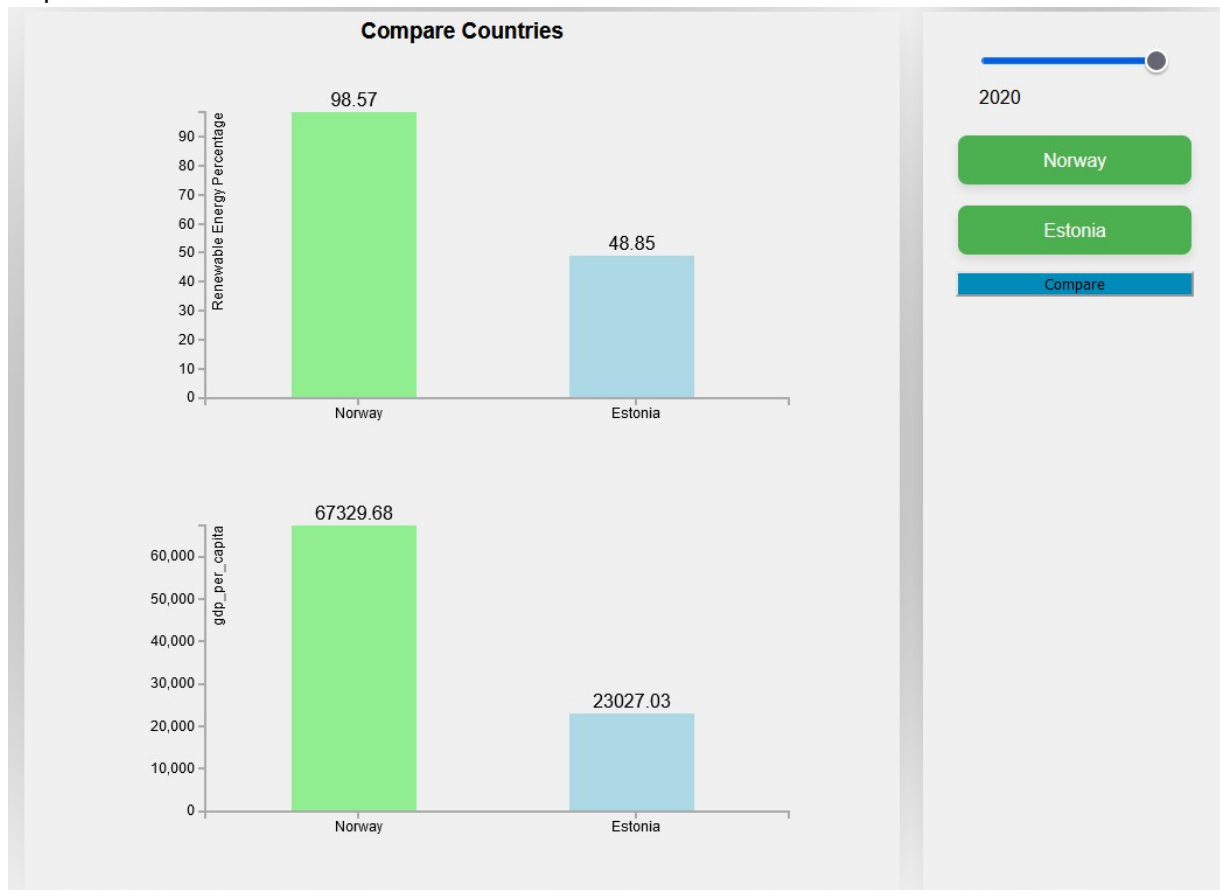 Compare Countries
98.57
90
80
70
60
50
40
30
20
10
0
Renewable Energy Percentage
48.85
Norway
Estonia
67329.68
60,000
50,000
40,000
30,000
20,000
10,000
0
gdp_per_capita
23027.03
Norway
Estonia
2020
Norway
Estonia
Compare